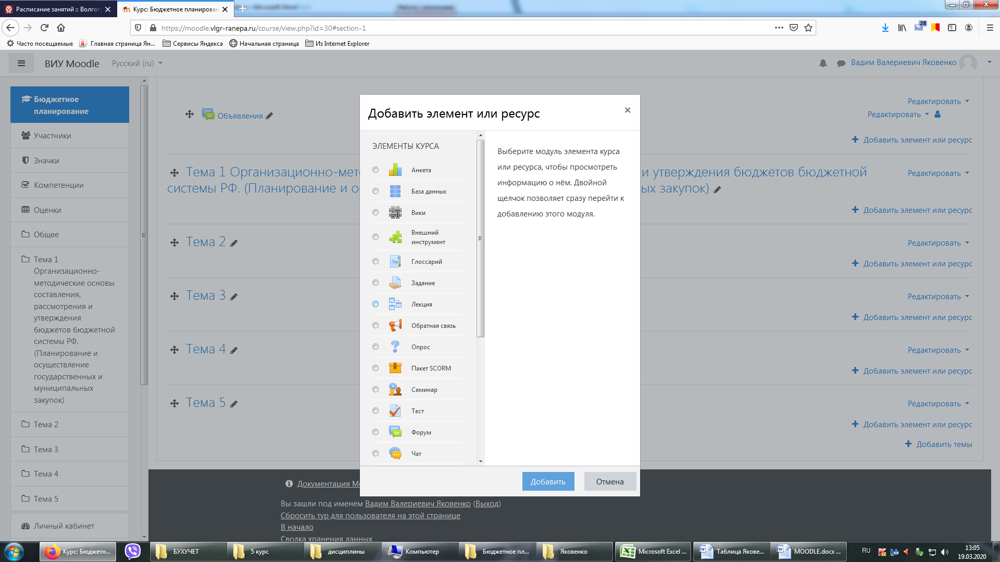 Расписание занятий :: Волгог
Курс: Бюджетное планирован
https://moodle.vlgr-ranepa.ru/course/view.php?id=30#section-1
28
Часто посещаемые
Главная страница Ян...
Сервисы Яндекса
Начальная страница
Из Internet Explorer
ВИУ Moodle
Русский (ru)
Вадим Валериевич Яковенко
Бюджетное
планирование
Участники
Значки
Компетенции
Оценки
Общее
Тема 1
Организационно-
методические основы
составления,
рассмотрения и
утверждения
бюджетов бюджетной
системы РФ.
(Планирование и
осуществление
государственных и
муниципальных
закупок)
Тема 2
Тема 3
Тема 4
Тема 5
Личный кабинет
Объявления
Редактировать
Редактировать
Добавить элемент или ресурс
Тема 1 Организационно-мет
и утверждения бюджетов бюджетной
Редактировать
системы РФ. (Планирование и ос
ых закупок)
Добавить элемент или ресурс
Тема 2
Редактировать
Добавить элемент или ресурс
Тема 3
Редактировать
Добавить элемент или ресурс
Тема 4
Редактировать
Добавить элемент или ресурс
Тема 5
Редактировать
Добавить элемент или ресурс
Добавить темы
Добавить элемент или ресурс
×
ЭЛЕМЕНТЫ КУРСА
Анкета
База данных
Вики
Внешний
инструмент
Глоссарий
Задание
Лекция
Обратная связь
Опрос
Пакет SCORM
Семинар
Тест
Форум
Чат
Выберите модуль элемента курса
или ресурса, чтобы просмотреть
информацию о нём. Двойной
щелчок позволяет сразу перейти к
добавлению этого модуля.
Добавить
Отмена
Документация Mo
Вы зашли под именем Вадим Валериевич Яковенко (Выход)
Сбросить тур для пользователя на этой странице
В начало
Сводка хранения данных
Курс: Бюджетн...
БУХУЧЕТ
5 курс
дисциплины
Компьютер
Бюджетное пл...
Яковенко
Microsoft Excel ...
ТаблицаЯкове...
MOODLE.docx ...
RU
13:05
19.03.2020